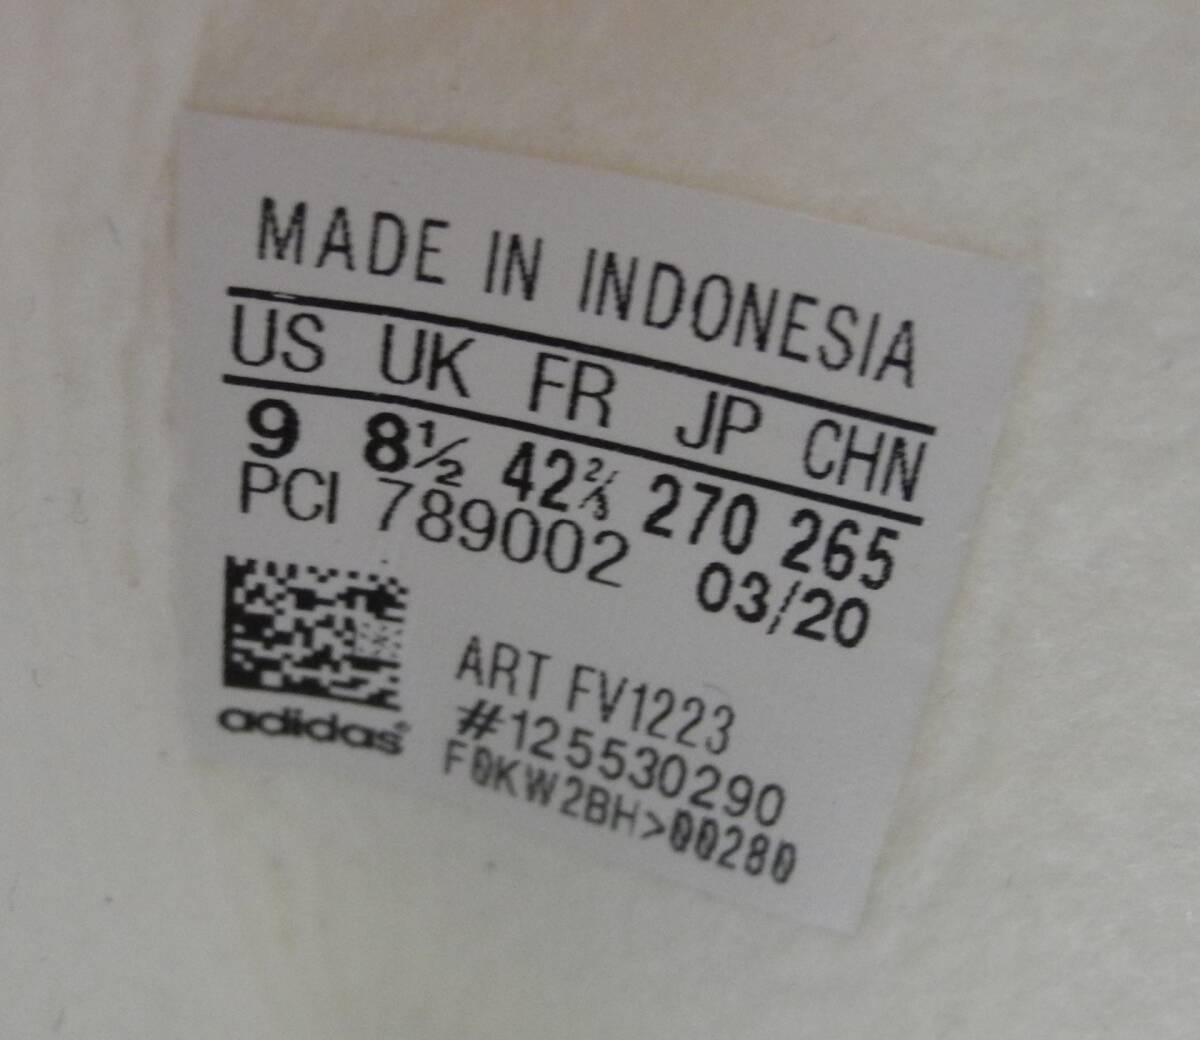 MADE IN INDONESIA
US UK FR JP CHN
9 8½ 42⅔ 270 265
PCI 789002 03/20
ART FV1223
#125530290
F0KW2BH>00280
adidas®